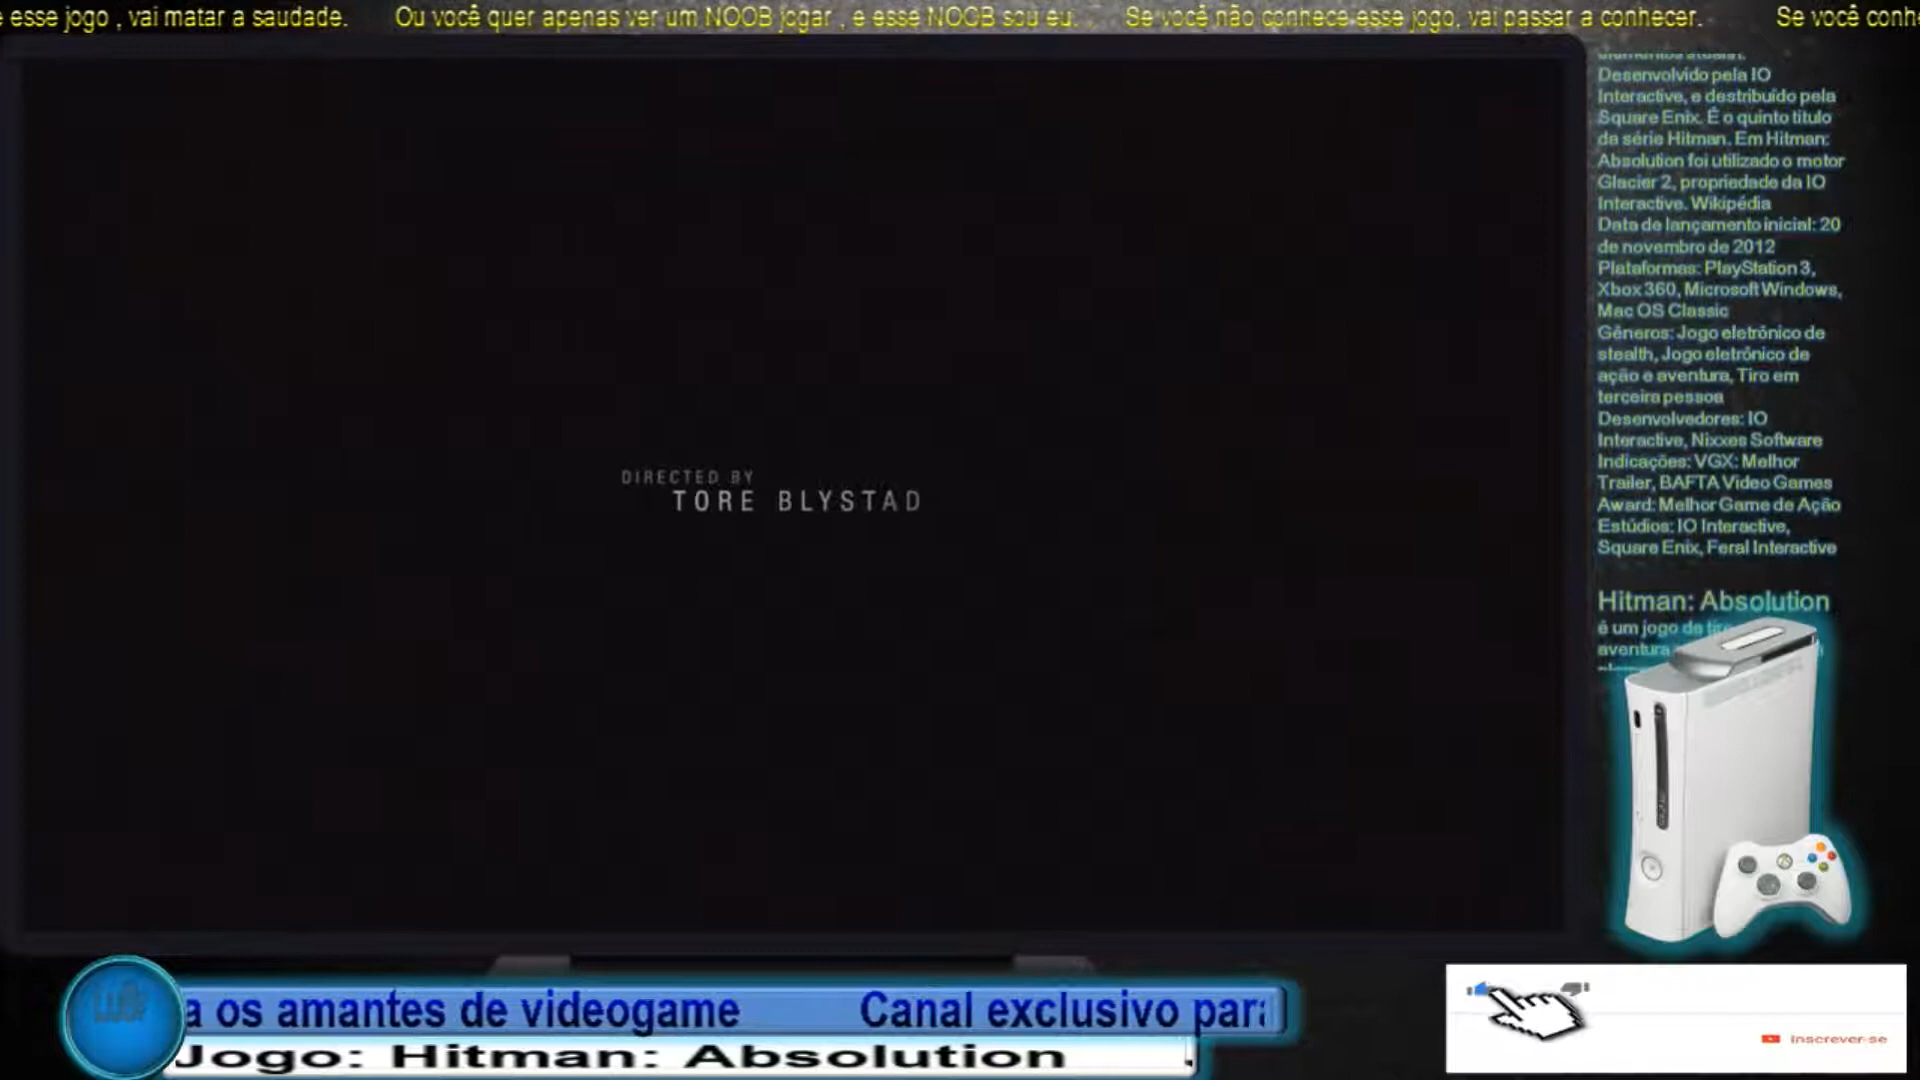 e esse jogo , vai matar a saudade. Ou você quer apenas ver um NOOB jogar , e esse NOOB sou eu. Se você não conhece esse jogo, vai passar a conhecer. Se você conhe
Desenvolvido pela IO
Interactive, e destribuído pela
Square Enix. É o quinto título
da série Hitman. Em Hitman:
Absolution foi utilizado o motor
Glacier 2, propriedade da IO
Interactive. Wikipédia
Data de lançamento inicial: 20
de novembro de 2012
Plataformas: PlayStation 3,
Xbox 360, Microsoft Windows,
Mac OS Classic
Gêneros: Jogo eletrônico de
stealth, Jogo eletrônico de
ação e aventura, Tiro em
terceira pessoa
Desenvolvedores: IO
Interactive, Nixxes Software
Indicações: VGX: Melhor
Trailer, BAFTA Video Games
Award: Melhor Game de Ação
Estúdios: IO Interactive,
Square Enix, Feral Interactive
Hitman: Absolution
é um jogo de
aventura
DIRECTED BY
TORE BLYSTAD
a os amantes de videogame Canal exclusivo para
Jogo: Hitman: Absolution
Inscrever-se